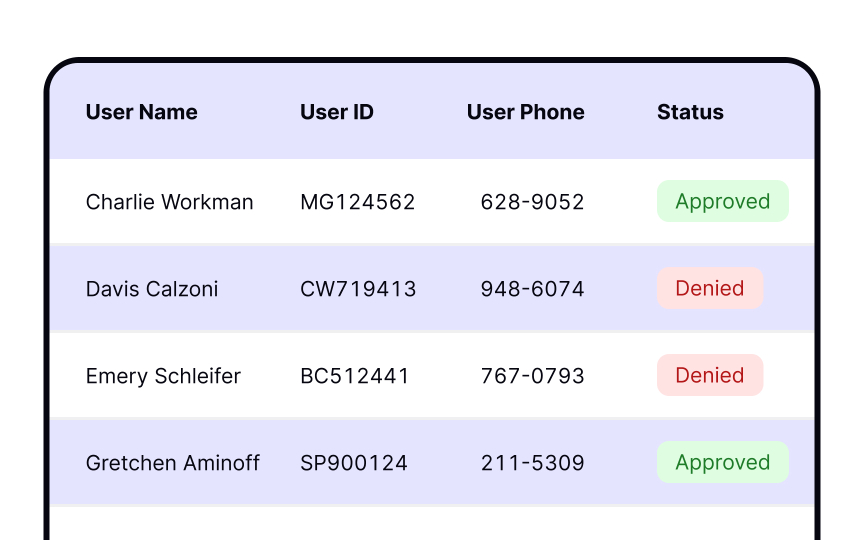 User Name User ID User Phone Status
Charlie Workman MG124562 628-9052 Approved
Davis Calzoni CW719413 948-6074 Denied
Emery Schleifer BC512441 767-0793 Denied
Gretchen Aminoff SP900124 211-5309 Approved